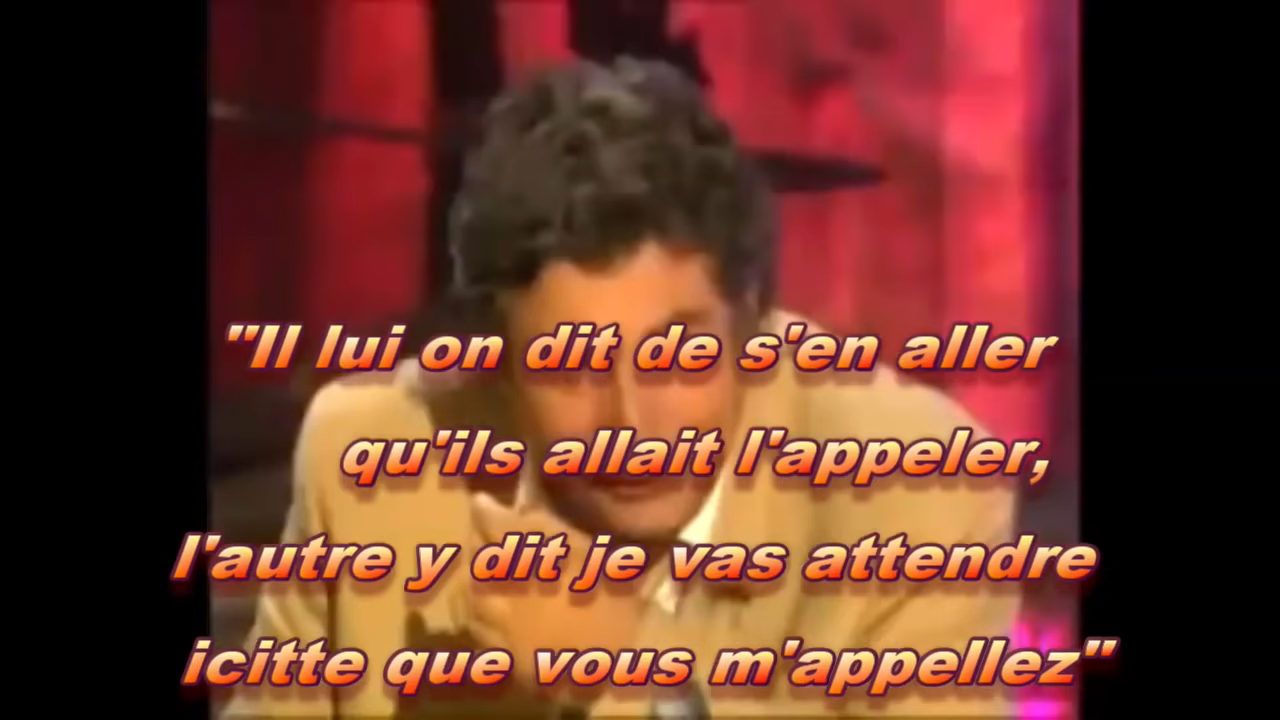 "Il lui on dit de s'en aller
qu'ils allait l'appeler,
l'autre y dit je vas attendre
icitte que vous m'appellez"